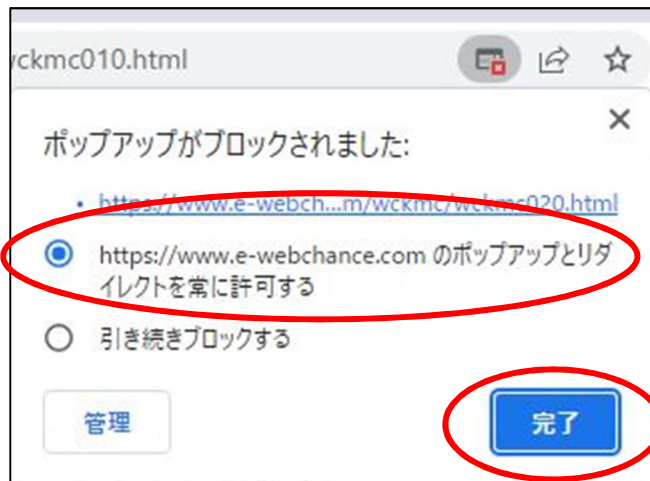 vckmc010.html
ポップアップがブロックされました:
• https://www.e-webch...m/wckmc/wckmc020.html
https://www.e-webchance.com のポップアップとリダ
イレクトを常に許可する
引き続きブロックする
管理
完了